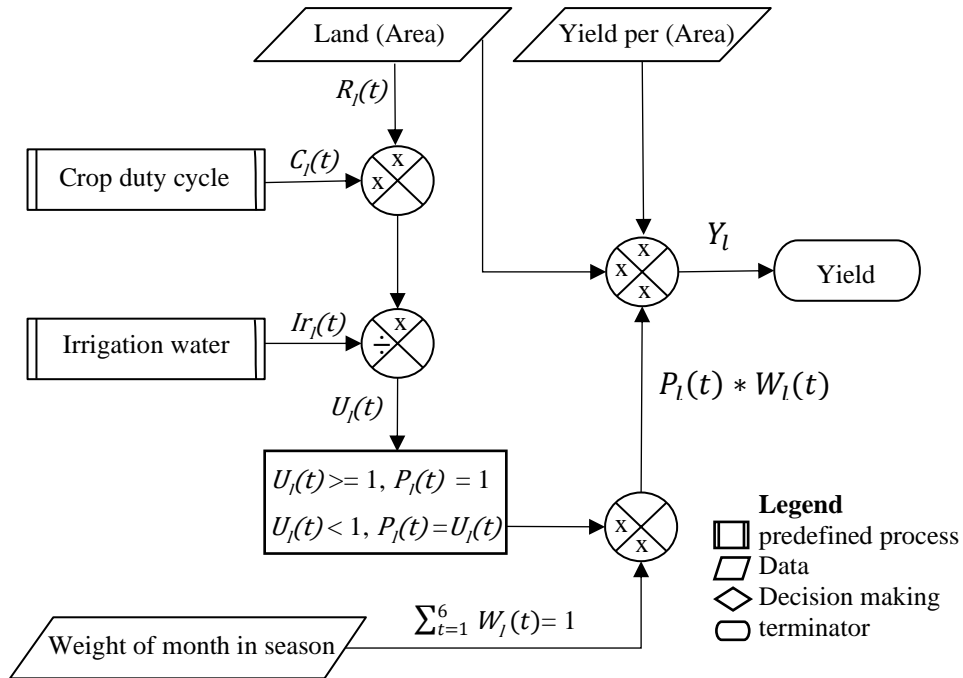 Land (Area)
Yield per (Area)
R_l(t)
x
Crop duty cycle
C_l(t)
x
x
Y_l
x
x
x
Yield
Irrigation water
Ir_l(t)
x
÷
U_l(t)
P_l(t) ∗ W_l(t)
U_l(t) >= 1, P_l(t) = 1
U_l(t) < 1, P_l(t) = U_l(t)
x
x
Legend
predefined process
Data
Decision making
terminator
Weight of month in season
∑_{t=1}^{6} W_l(t) = 1